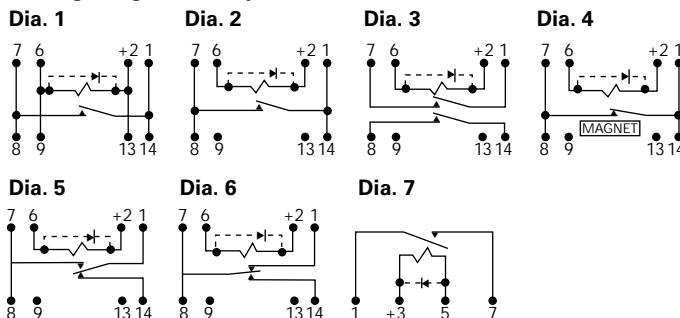 Dia. 1 Dia. 2 Dia. 3 Dia. 4
7 6 +2 1 7 6 +2 1 7 6 +2 1 7 6 +2 1
MAGNET
8 9 13 14 8 9 13 14 8 9 13 14 8 9 13 14
Dia. 5 Dia. 6 Dia. 7
7 6 +2 1 7 6 +2 1
8 9 13 14 8 9 13 14 1 +3 5 7